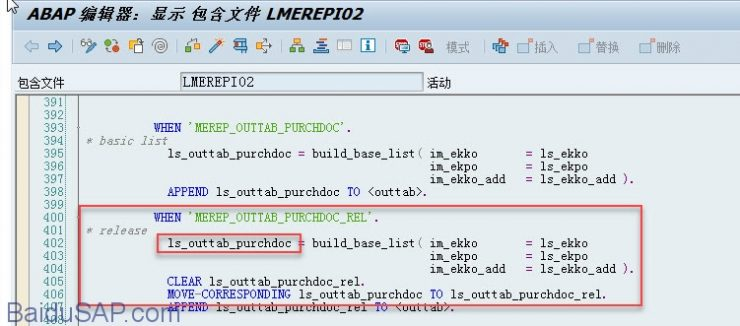 ABAP 编辑器: 显示 包含文件 LMEREPI02
模式 插入 替换 删除
包含文件 LMEREPI02 活动
391
392
393 WHEN 'MEREP_OUTTAB_PURCHDOC'.
394 * basic list
395 ls_outtab_purchdoc = build_base_list( im_ekko = ls_ekko
396 im_ekpo = ls_ekpo
397 im_ekko_add = ls_ekko_add ).
398 APPEND ls_outtab_purchdoc TO <outtab>.
399
400 WHEN 'MEREP_OUTTAB_PURCHDOC_REL'.
401 * release
402 ls_outtab_purchdoc = build_base_list( im_ekko = ls_ekko
403 im_ekpo = ls_ekpo
404 im_ekko_add = ls_ekko_add ).
405 CLEAR ls_outtab_purchdoc_rel.
406 MOVE-CORRESPONDING ls_outtab_purchdoc TO ls_outtab_purchdoc_rel.
407 APPEND ls_outtab_purchdoc_rel TO <outtab>.
408
BaiduSAP.com